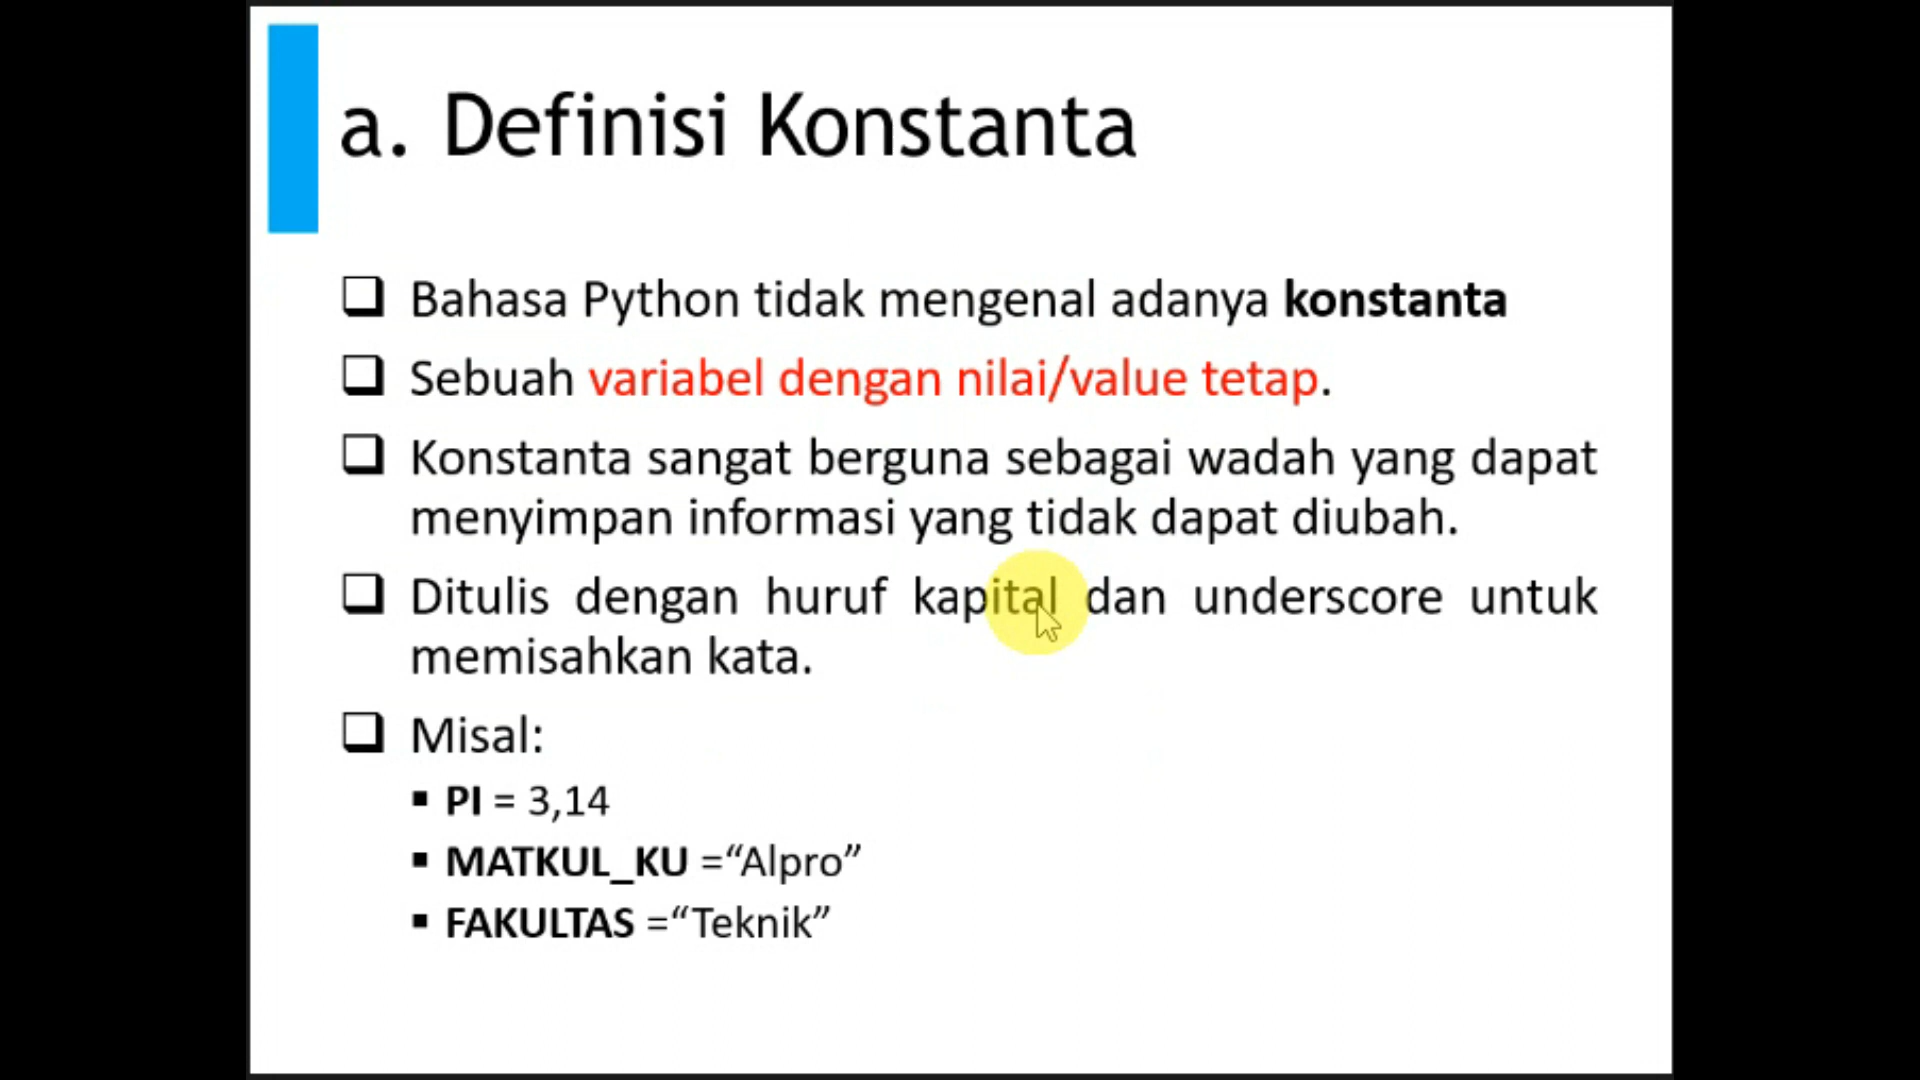 a. Definisi Konstanta
Bahasa Python tidak mengenal adanya konstanta
Sebuah variabel dengan nilai/value tetap.
Konstanta sangat berguna sebagai wadah yang dapat
menyimpan informasi yang tidak dapat diubah.
Ditulis dengan huruf kapital dan underscore untuk
memisahkan kata.
Misal:
PI = 3,14
MATKUL_KU =“Alpro”
FAKULTAS =“Teknik”